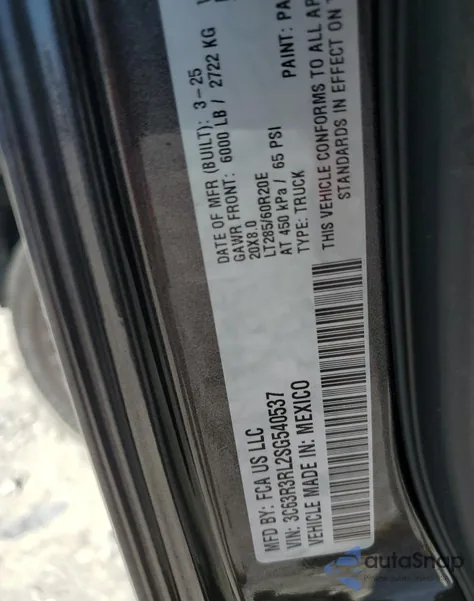 MFD BY: FCA US LLC
DATE OF MFR (BUILT): 3-25
GAWR FRONT: 6000 LB / 2722 KG
20X8.0
LT285/60R20E
AT 450 kPa / 65 PSI
VIN: 3C63R3RL2SG540537
TYPE: TRUCK
VEHICLE MADE IN: MEXICO
PAINT: PA
THIS VEHICLE CONFORMS TO ALL AP
STANDARDS IN EFFECT ON
autoSnap